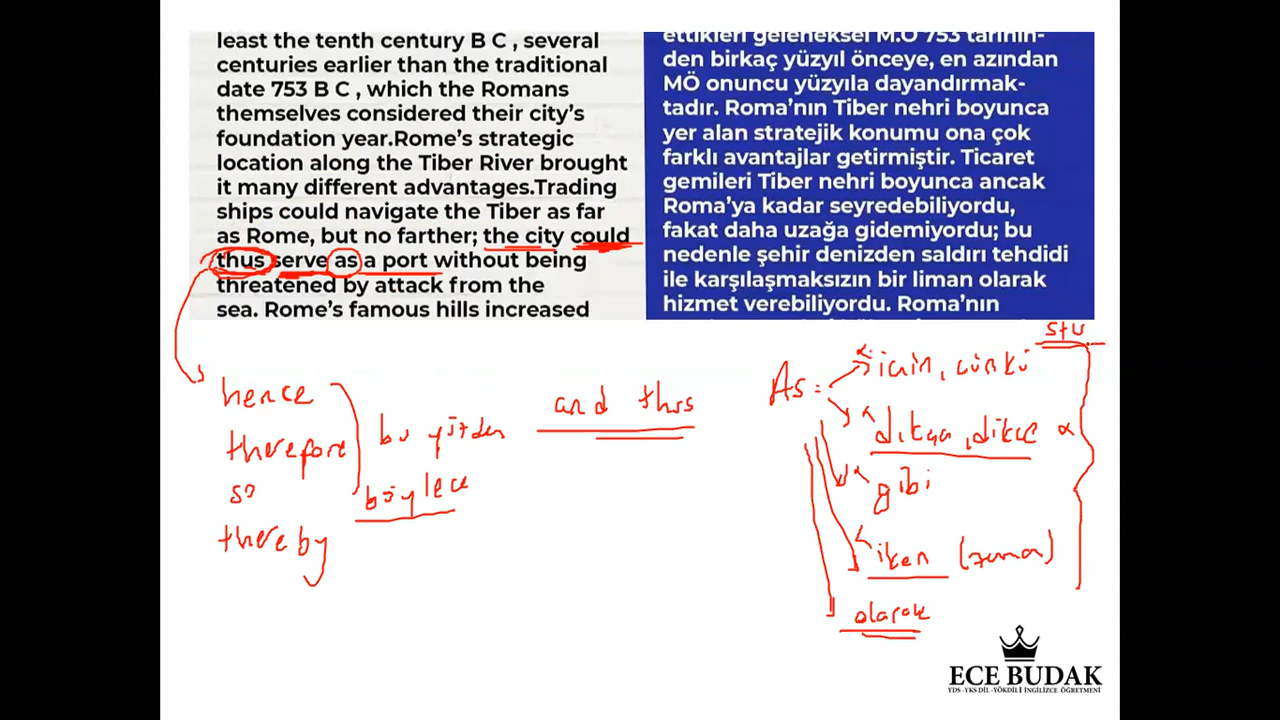 least the tenth century B C , several
centuries earlier than the traditional
date 753 B C , which the Romans
themselves considered their city's
foundation year.Rome's strategic
location along the Tiber River brought
it many different advantages.Trading
ships could navigate the Tiber as far
as Rome, but no farther; the city could
thus serve as a port without being
threatened by attack from the
sea. Rome's famous hills increased
ettikleri geleneksel M.Ö 753 tarihin-
den birkaç yüzyıl önceye, en azından
MÖ onuncu yüzyıla dayandırmak-
tadır. Roma'nın Tiber nehri boyunca
yer alan stratejik konumu ona çok
farklı avantajlar getirmiştir. Ticaret
gemileri Tiber nehri boyunca ancak
Roma'ya kadar seyredebiliyordu,
fakat daha uzağa gidemiyordu; bu
nedenle şehir denizden saldırı tehdidi
ile karşılaşmaksızın bir liman olarak
hizmet verebiliyordu. Roma'nın
hence
therefore
so
thereby
bu yüzden
böylece
and thus
stu
As : için, çünkü
dıkça, dikçe
gibi
iken (zaman)
olarak
ECE BUDAK
YDS -YKS DİL -YÖKDİL | İNGİLİZCE ÖĞRETMENİ